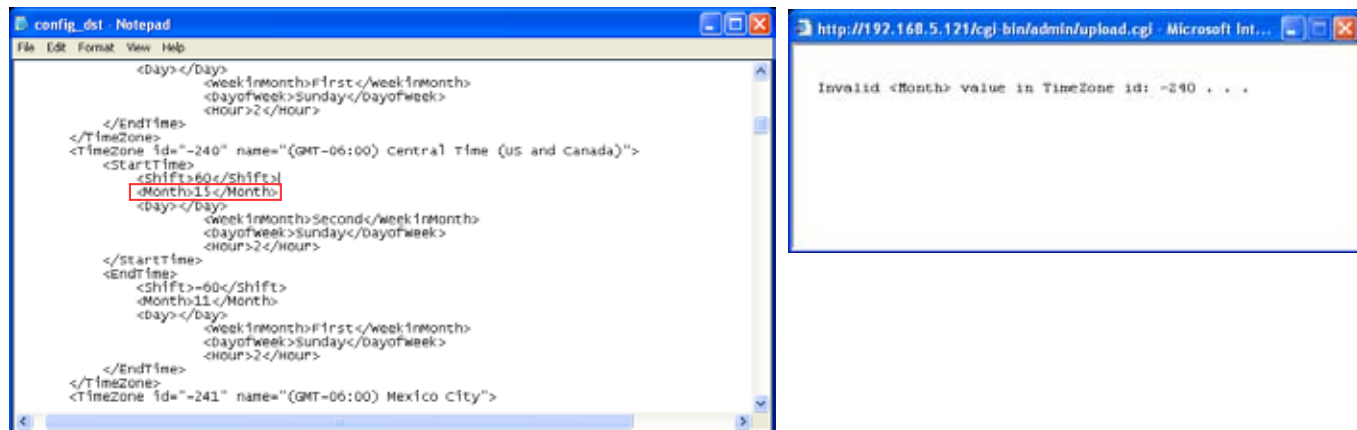 config_dst - Notepad
File Edit Format View Help
<Day></Day>
<WeekinMonth>First</WeekinMonth>
<DayofWeek>Sunday</DayofWeek>
<Hour>2</Hour>
</EndTime>
</TimeZone>
<TimeZone id="-240" name="(GMT-06:00) Central Time (US and Canada)">
<StartTime>
<Shift>60</Shift>
<Month>15</Month>
<Day></Day>
<WeekinMonth>Second</WeekinMonth>
<DayofWeek>Sunday</DayofWeek>
<Hour>2</Hour>
</StartTime>
<EndTime>
<Shift>-60</Shift>
<Month>11</Month>
<Day></Day>
<WeekinMonth>First</WeekinMonth>
<DayofWeek>Sunday</DayofWeek>
<Hour>2</Hour>
</EndTime>
</TimeZone>
<TimeZone id="-241" name="(GMT-06:00) Mexico City">
http://192.168.5.121/cgi-bin/admin/upload.cgi - Microsoft Int...
Invalid <Month> value in TimeZone id: -240 . . .